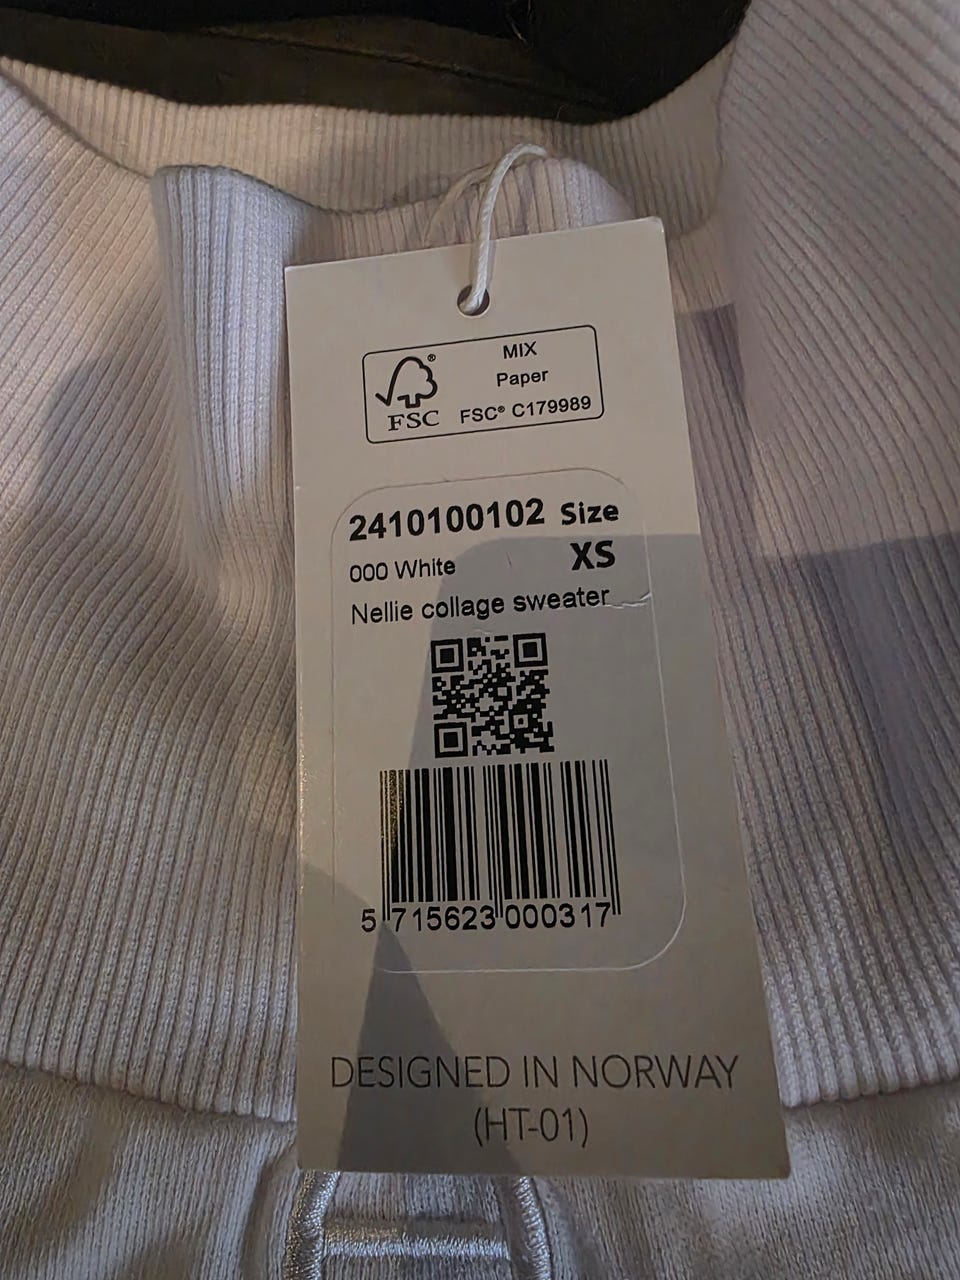 FSC®
MIX
Paper
FSC® C179989
2410100102 Size
000 White XS
Nellie collage sweater
5 715623 000317
DESIGNED IN NORWAY
(HT-01)